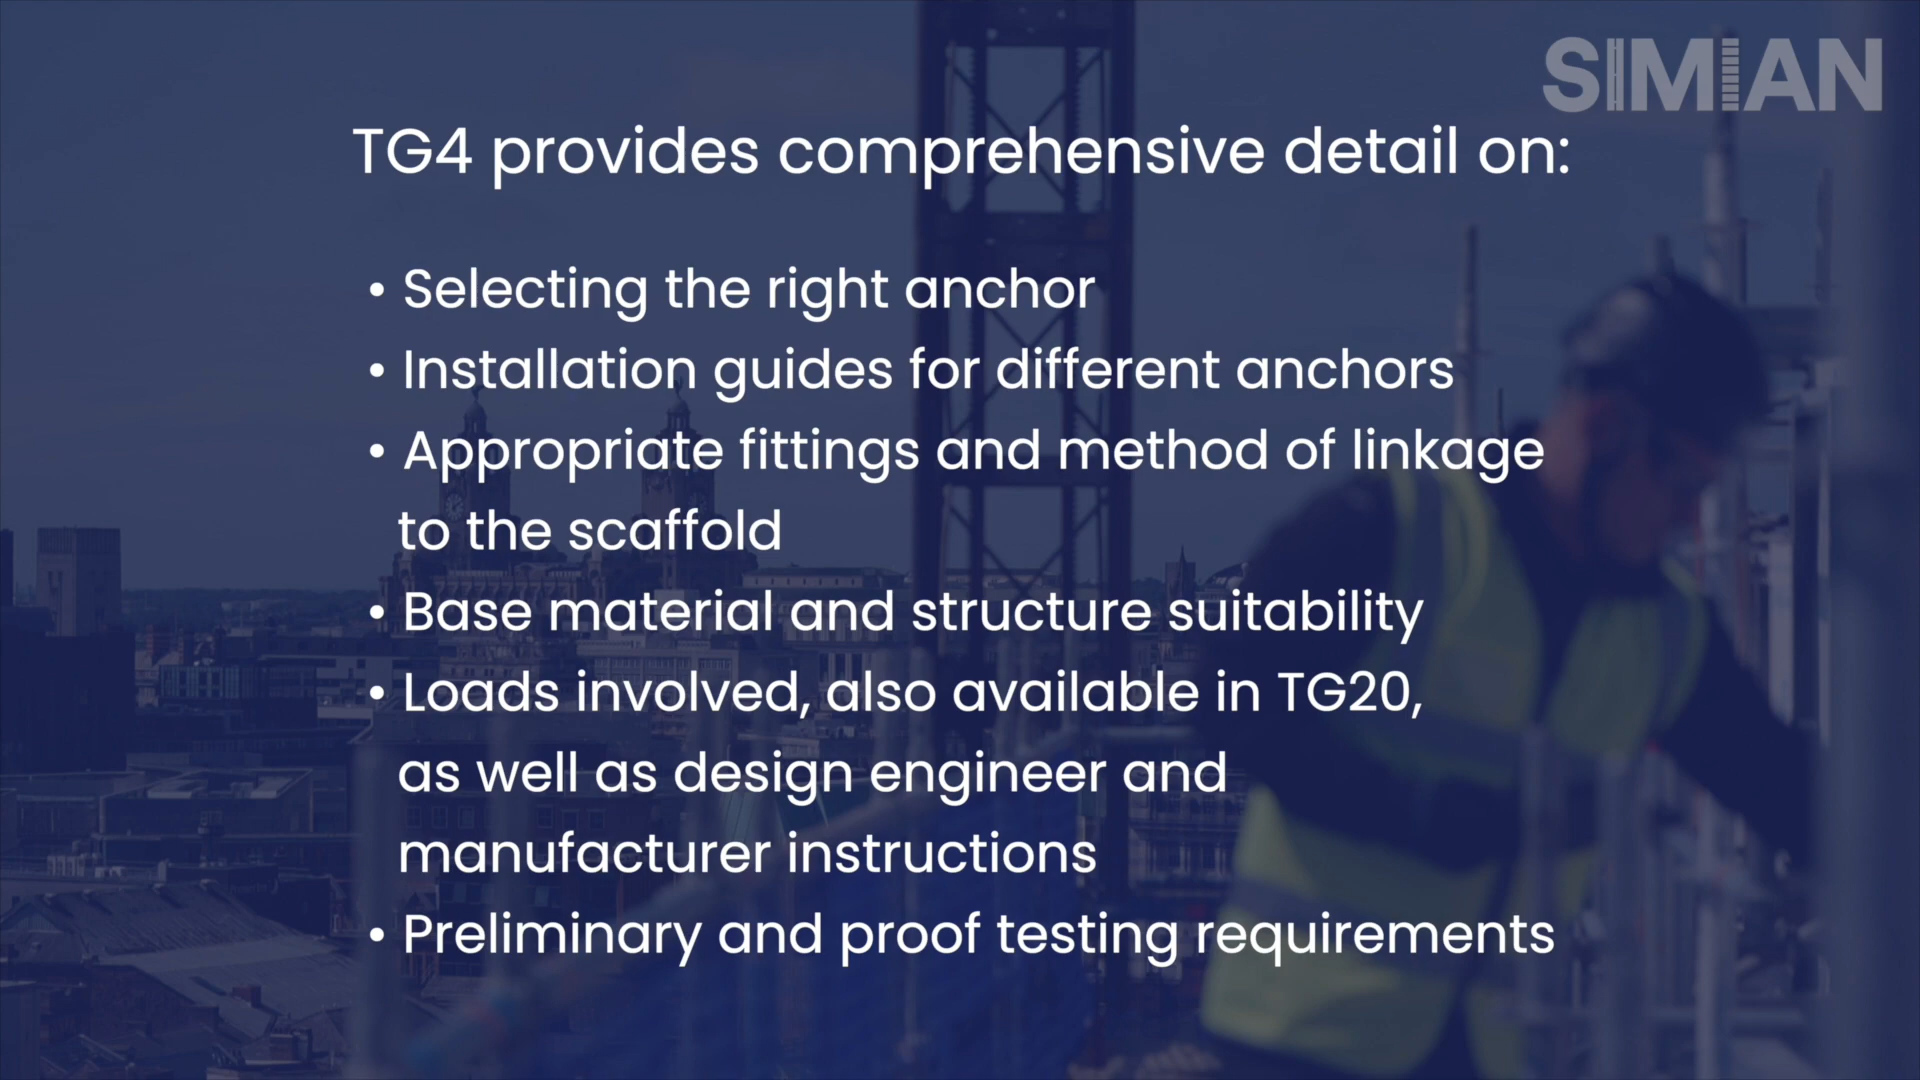 SIMIAN
TG4 provides comprehensive detail on:
• Selecting the right anchor
• Installation guides for different anchors
• Appropriate fittings and method of linkage
to the scaffold
• Base material and structure suitability
• Loads involved, also available in TG20,
as well as design engineer and
manufacturer instructions
• Preliminary and proof testing requirements